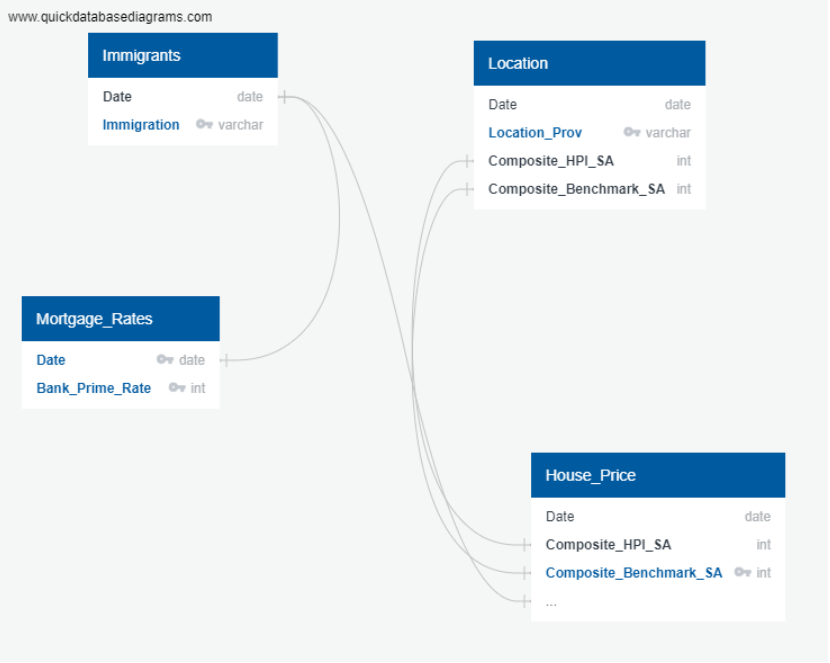 www.quickdatabasediagrams.com
Immigrants
Date date
Immigration varchar
Location
Date date
Location_Prov varchar
Composite_HPI_SA int
Composite_Benchmark_SA int
Mortgage_Rates
Date date
Bank_Prime_Rate int
House_Price
Date date
Composite_HPI_SA int
Composite_Benchmark_SA int
...